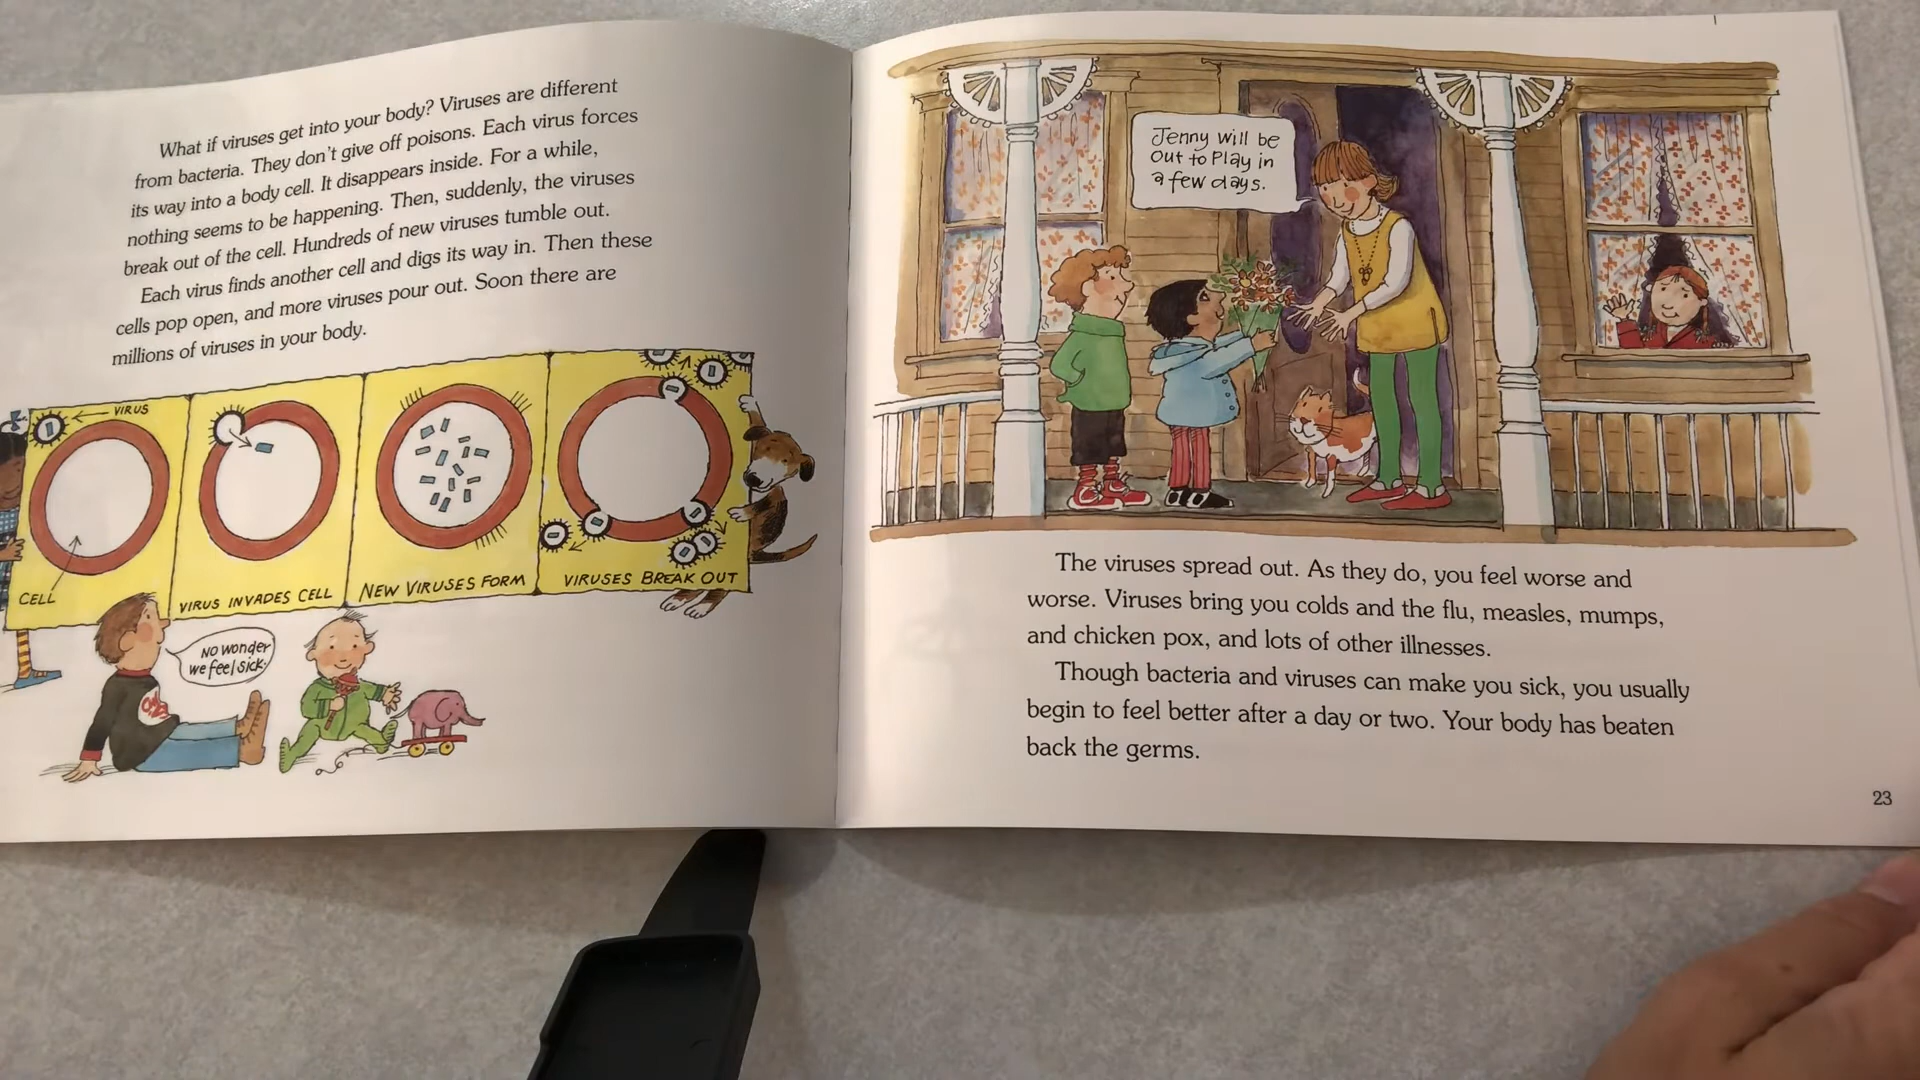 What if viruses get into your body? Viruses are different
from bacteria. They don't give off poisons. Each virus forces
its way into a body cell. It disappears inside. For a while,
nothing seems to be happening. Then, suddenly, the viruses
break out of the cell. Hundreds of new viruses tumble out.
Each virus finds another cell and digs its way in. Then these
cells pop open, and more viruses pour out. Soon there are
millions of viruses in your body.
VIRUS
CELL
VIRUS INVADES CELL
NEW VIRUSES FORM
VIRUSES BREAK OUT
No wonder
we feel sick.
Jenny will be
out to play in
a few days.
The viruses spread out. As they do, you feel worse and
worse. Viruses bring you colds and the flu, measles, mumps,
and chicken pox, and lots of other illnesses.
Though bacteria and viruses can make you sick, you usually
begin to feel better after a day or two. Your body has beaten
back the germs.
23